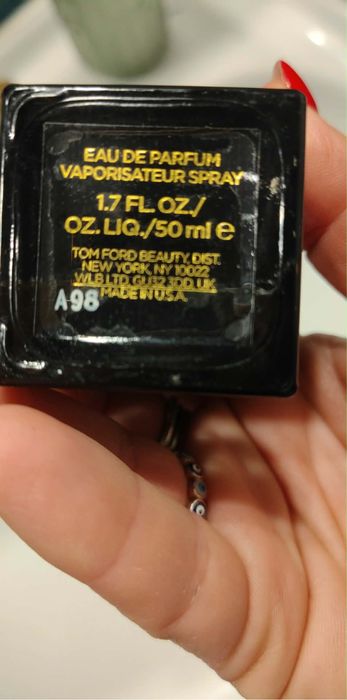 EAU DE PARFUM
VAPORISATEUR SPRAY
1.7 FL. OZ./
OZ. LIQ./50 ml e
TOM FORD BEAUTY, DIST.
NEW YORK, NY 10022
WLB LTD. GU32 3DD. UK
MADE IN U.S.A.
A98